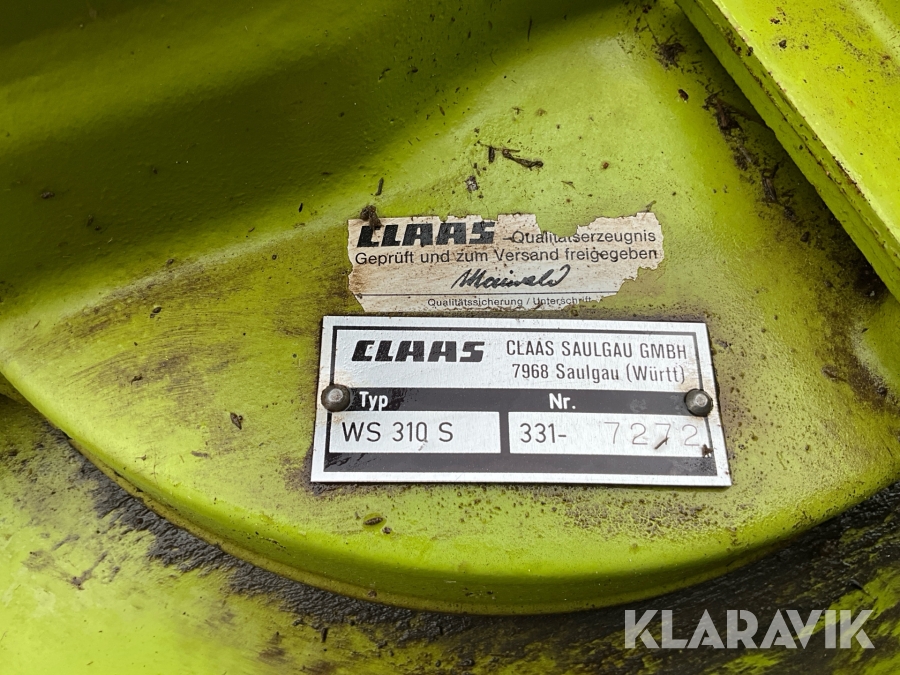 CLAAS Qualitätserzeugnis
Geprüft und zum Versand freigegeben
Maiwald
Qualitätssicherung / Unterschrift
CLAAS CLAAS SAULGAU GMBH
7968 Saulgau (Württ)
Typ Nr.
WS 310 S 331- 7272
KLARAVIK